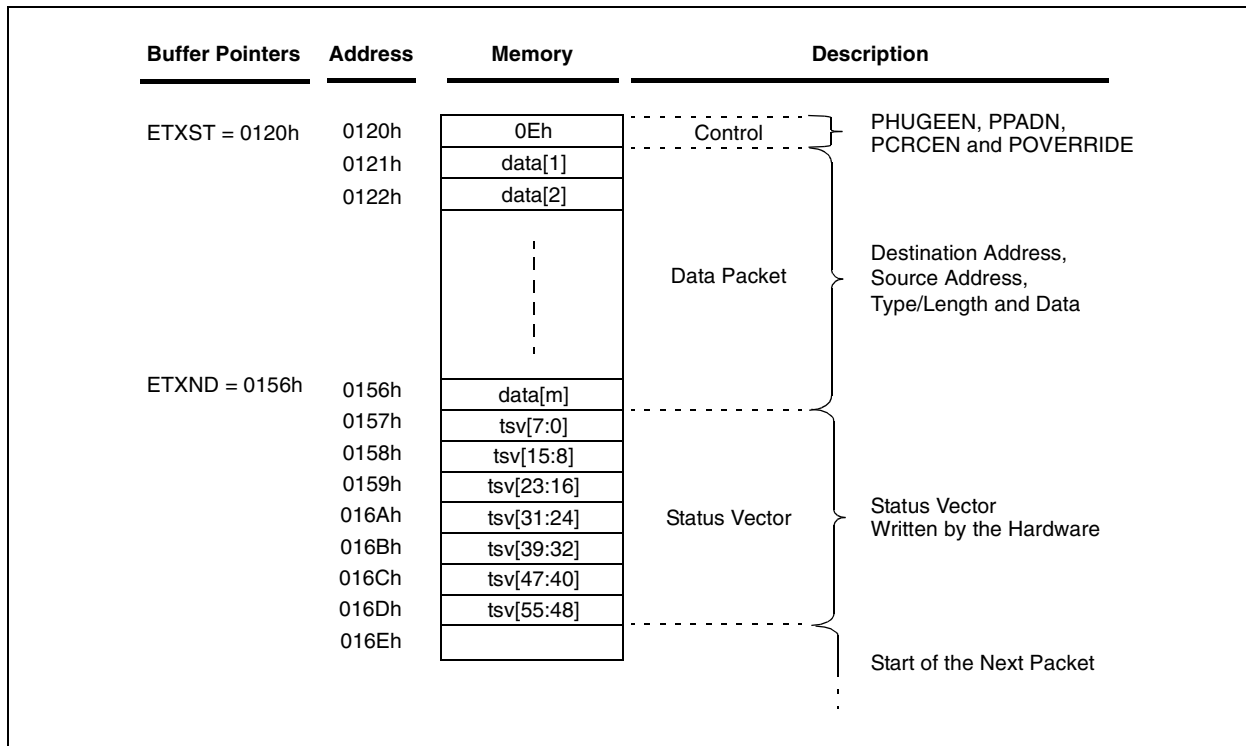 Buffer Pointers Address Memory Description
ETXST = 0120h 0120h 0Eh Control PHUGEEN, PPADN,
PCRCEN and POVERRIDE
0121h data[1]
0122h data[2]
Data Packet Destination Address,
Source Address,
Type/Length and Data
ETXND = 0156h 0156h data[m]
0157h tsv[7:0]
0158h tsv[15:8]
0159h tsv[23:16]
016Ah tsv[31:24] Status Vector Status Vector
Written by the Hardware
016Bh tsv[39:32]
016Ch tsv[47:40]
016Dh tsv[55:48]
016Eh
Start of the Next Packet